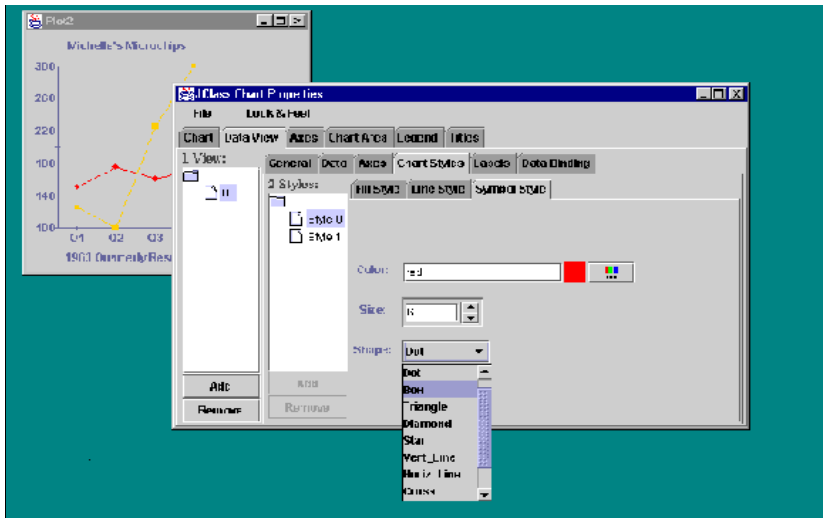 Plot2
Michelle's Microchips
300
260
220
180
140
100
Q1 Q2 Q3
1963 Quarterly Res
JClass Chart Properties
File Look & Feel
Chart Data View Axes Chart Area Legend Titles
1 View:
General Data Axes Chart Styles Labels Data Binding
2 Styles:
Fill Style Line Style Symbol Style
0
Style 0
Style 1
Color: red
Size: 6
Shape: Dot
Dot
Box
Triangle
Diamond
Star
Vert_Line
Horiz_Line
Cross
Add
Remove
Add
Remove